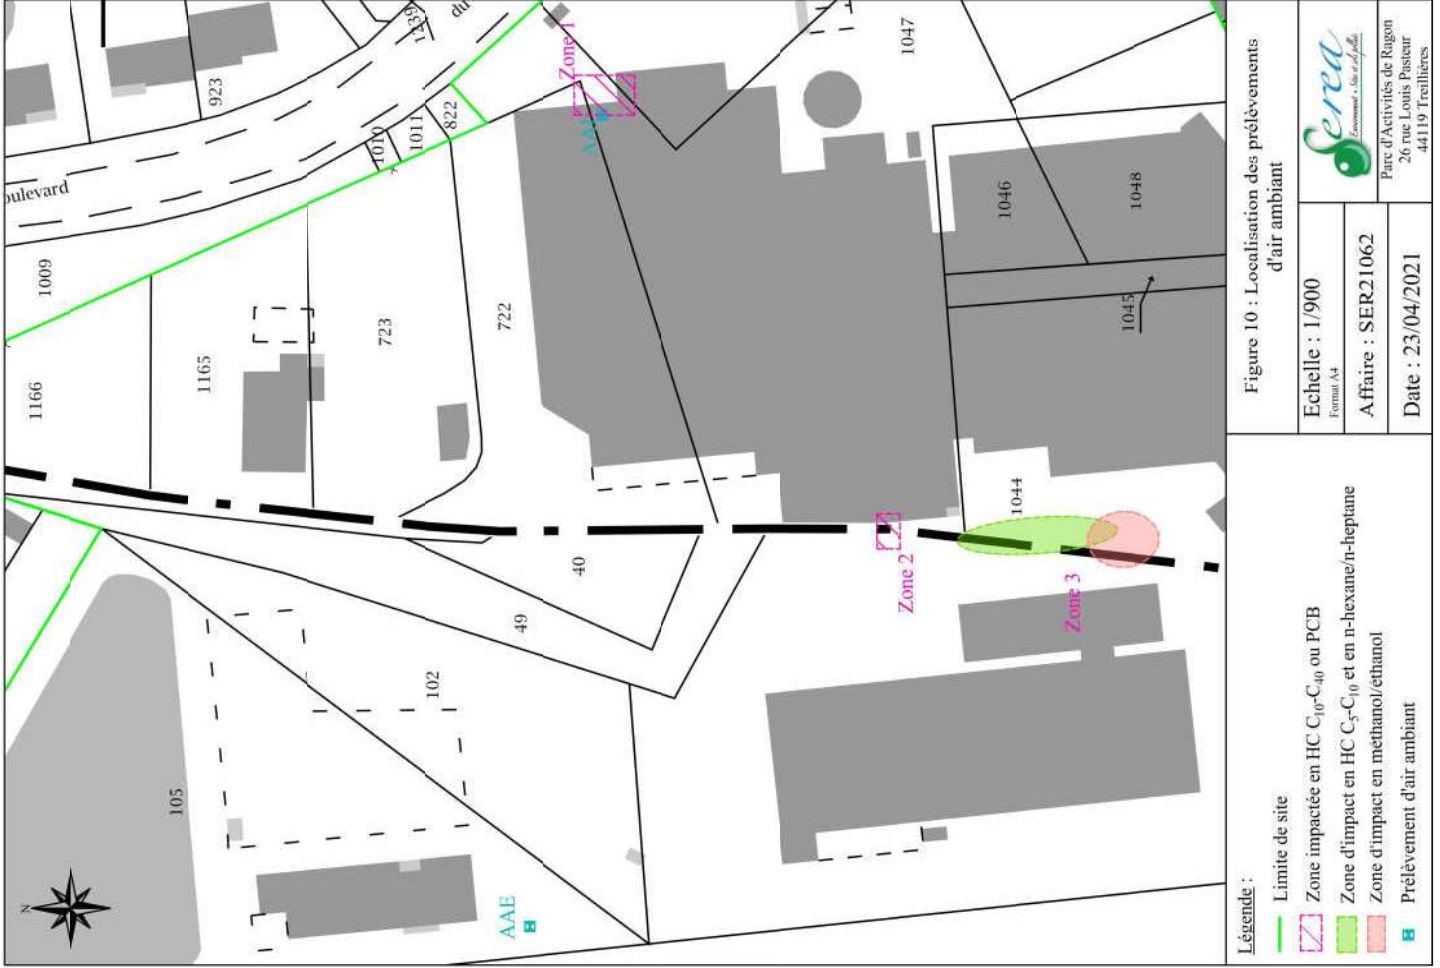 oulevard
du
1239
923
1010
1011
822
1009
1166
1165
723
722
Zone 1
1047
1046
1048
1045
1044
Zone 2
Zone 3
40
49
102
105
N
AAE
Légende :
Limite de site
Zone impactée en HC C10-C40 ou PCB
Zone d'impact en HC C5-C10 et en n-hexane/n-heptane
Zone d'impact en méthanol/éthanol
Prélèvement d'air ambiant
Figure 10 : Localisation des prélèvements
d'air ambiant
Echelle : 1/900
Format A4
Affaire : SER21062
Date : 23/04/2021
Serea
Parc d'Activités de Ragon
26 rue Louis Pasteur
44119 Treillières